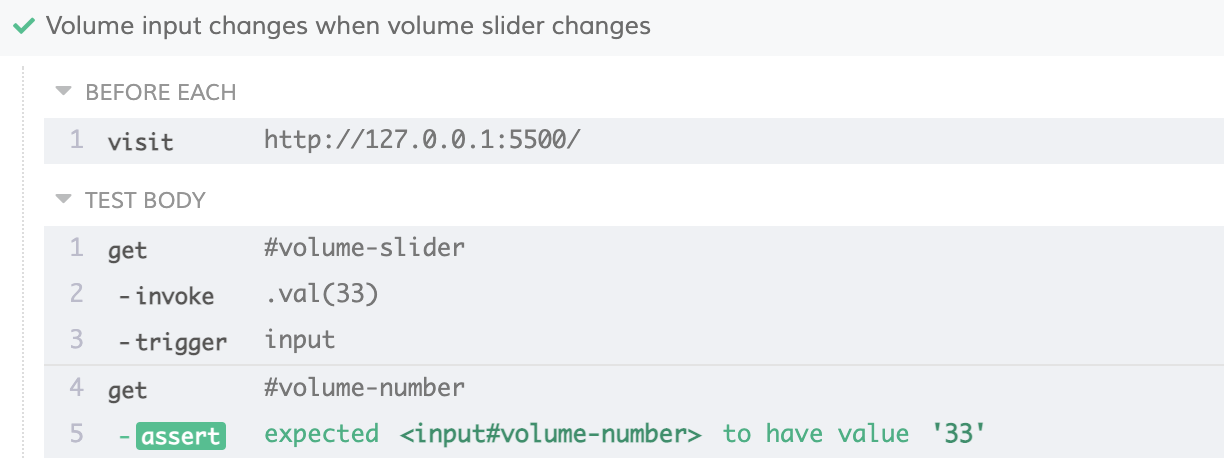 Volume input changes when volume slider changes
BEFORE EACH
1 visit http://127.0.0.1:5500/
TEST BODY
1 get #volume-slider
2 -invoke .val(33)
3 -trigger input
4 get #volume-number
5 -assert expected <input#volume-number> to have value '33'